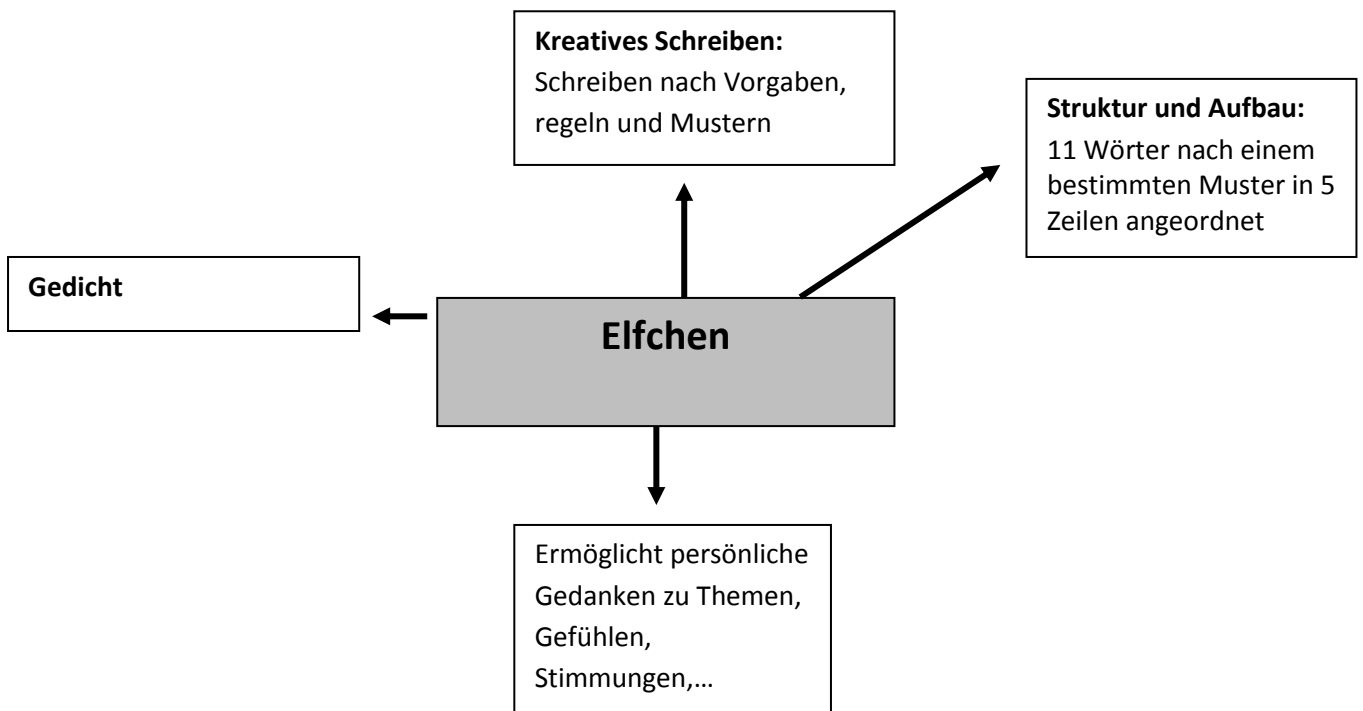 Kreatives Schreiben:
Schreiben nach Vorgaben,
regeln und Mustern
Struktur und Aufbau:
11 Wörter nach einem
bestimmten Muster in 5
Zeilen angeordnet
Gedicht
Elfchen
Ermöglicht persönliche
Gedanken zu Themen,
Gefühlen,
Stimmungen,…